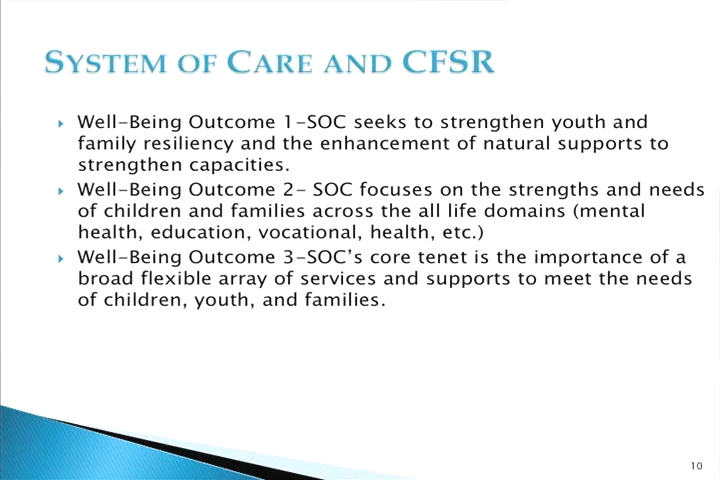 SYSTEM OF CARE AND CFSR
Well-Being Outcome 1-SOC seeks to strengthen youth and
family resiliency and the enhancement of natural supports to
strengthen capacities.
Well-Being Outcome 2- SOC focuses on the strengths and needs
of children and families across the all life domains (mental
health, education, vocational, health, etc.)
Well-Being Outcome 3-SOC's core tenet is the importance of a
broad flexible array of services and supports to meet the needs
of children, youth, and families.
10